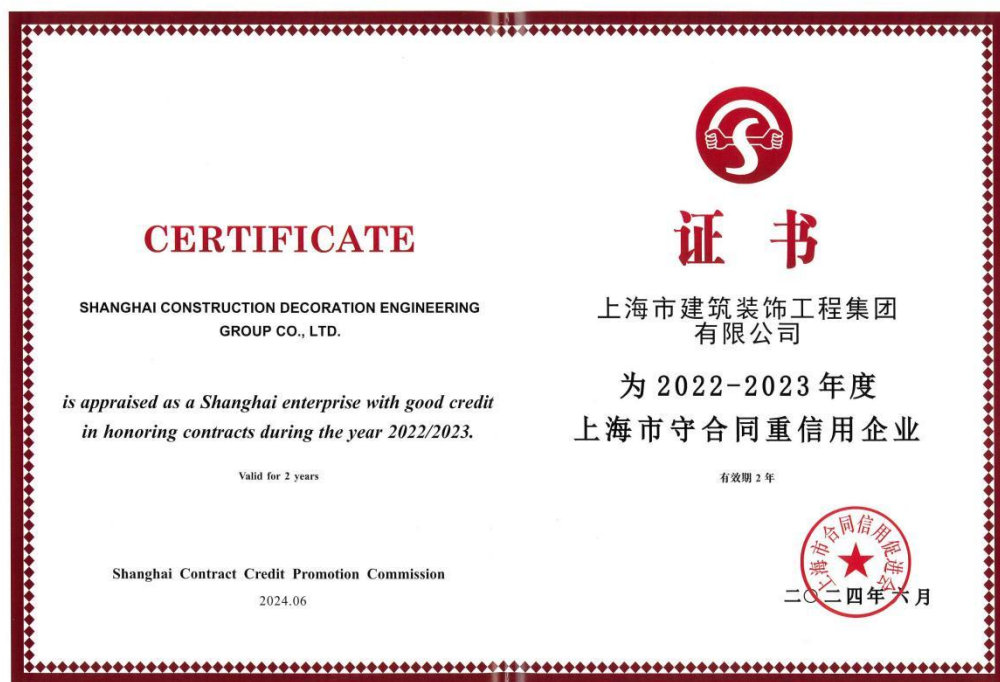 CERTIFICATE
SHANGHAI CONSTRUCTION DECORATION ENGINEERING
GROUP CO., LTD.
is appraised as a Shanghai enterprise with good credit
in honoring contracts during the year 2022/2023.
Valid for 2 years
Shanghai Contract Credit Promotion Commission
2024.06
S
证 书
上海市建筑装饰工程集团
有限公司
为 2022-2023 年度
上海市守合同重信用企业
有效期 2 年
上海市合同信用促进会
二〇二四年六月